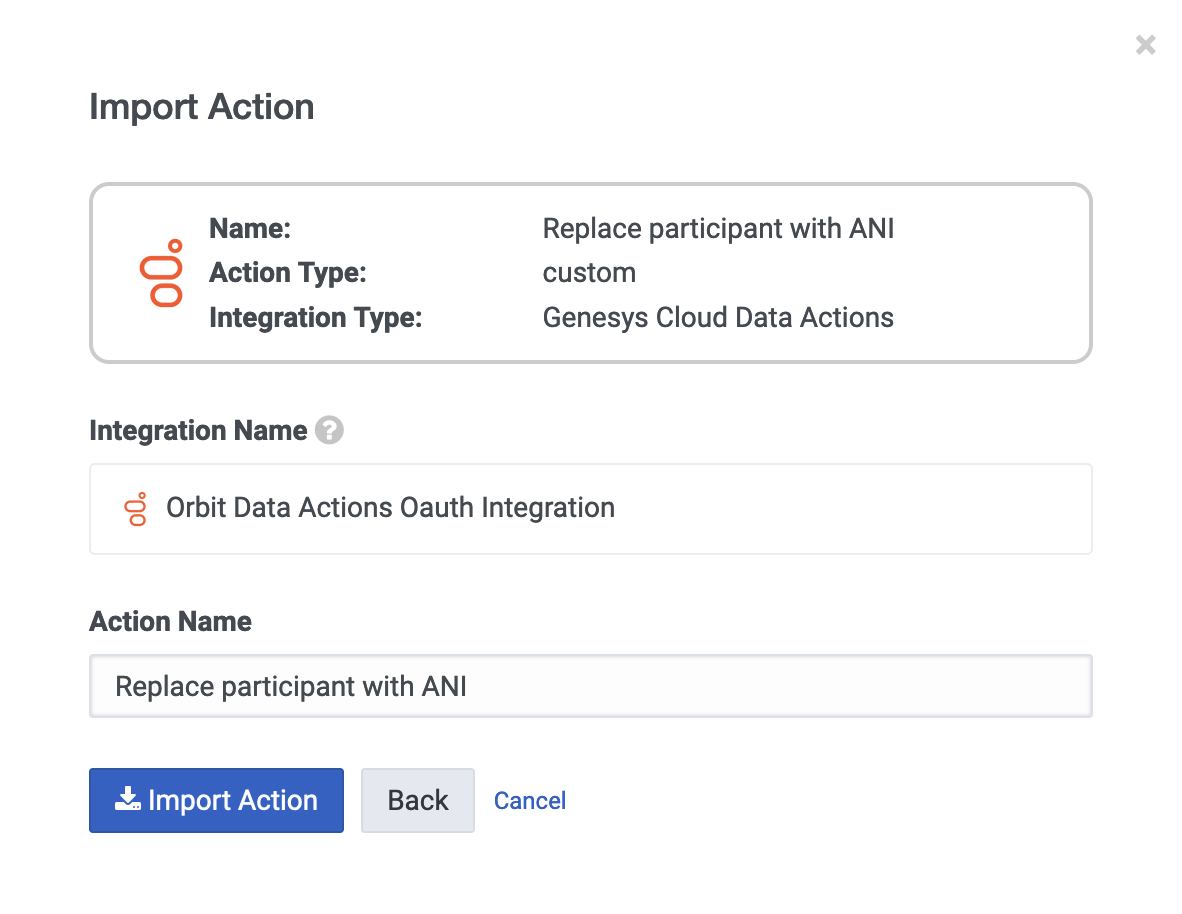 Import Action
Name: Replace participant with ANI
Action Type: custom
Integration Type: Genesys Cloud Data Actions
Integration Name ?
Orbit Data Actions Oauth Integration
Action Name
Replace participant with ANI
Import Action Back Cancel